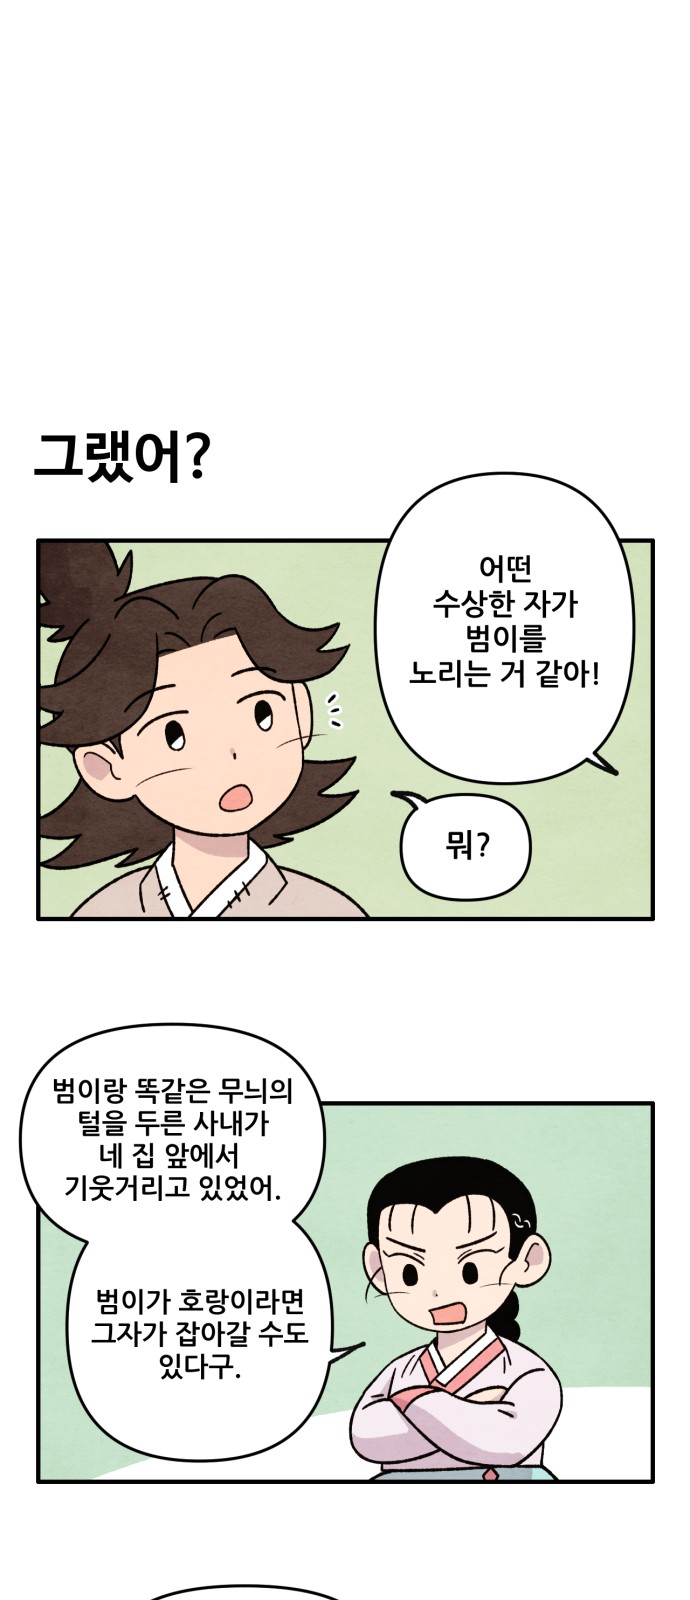 그랬어?
어떤
수상한 자가
범이를
노리는 거 같아!
뭐?
범이랑 똑같은 무늬의
털을 두른 사내가
네 집 앞에서
기웃거리고 있었어.
범이가 호랑이라면
그자가 잡아갈 수도
있다구.